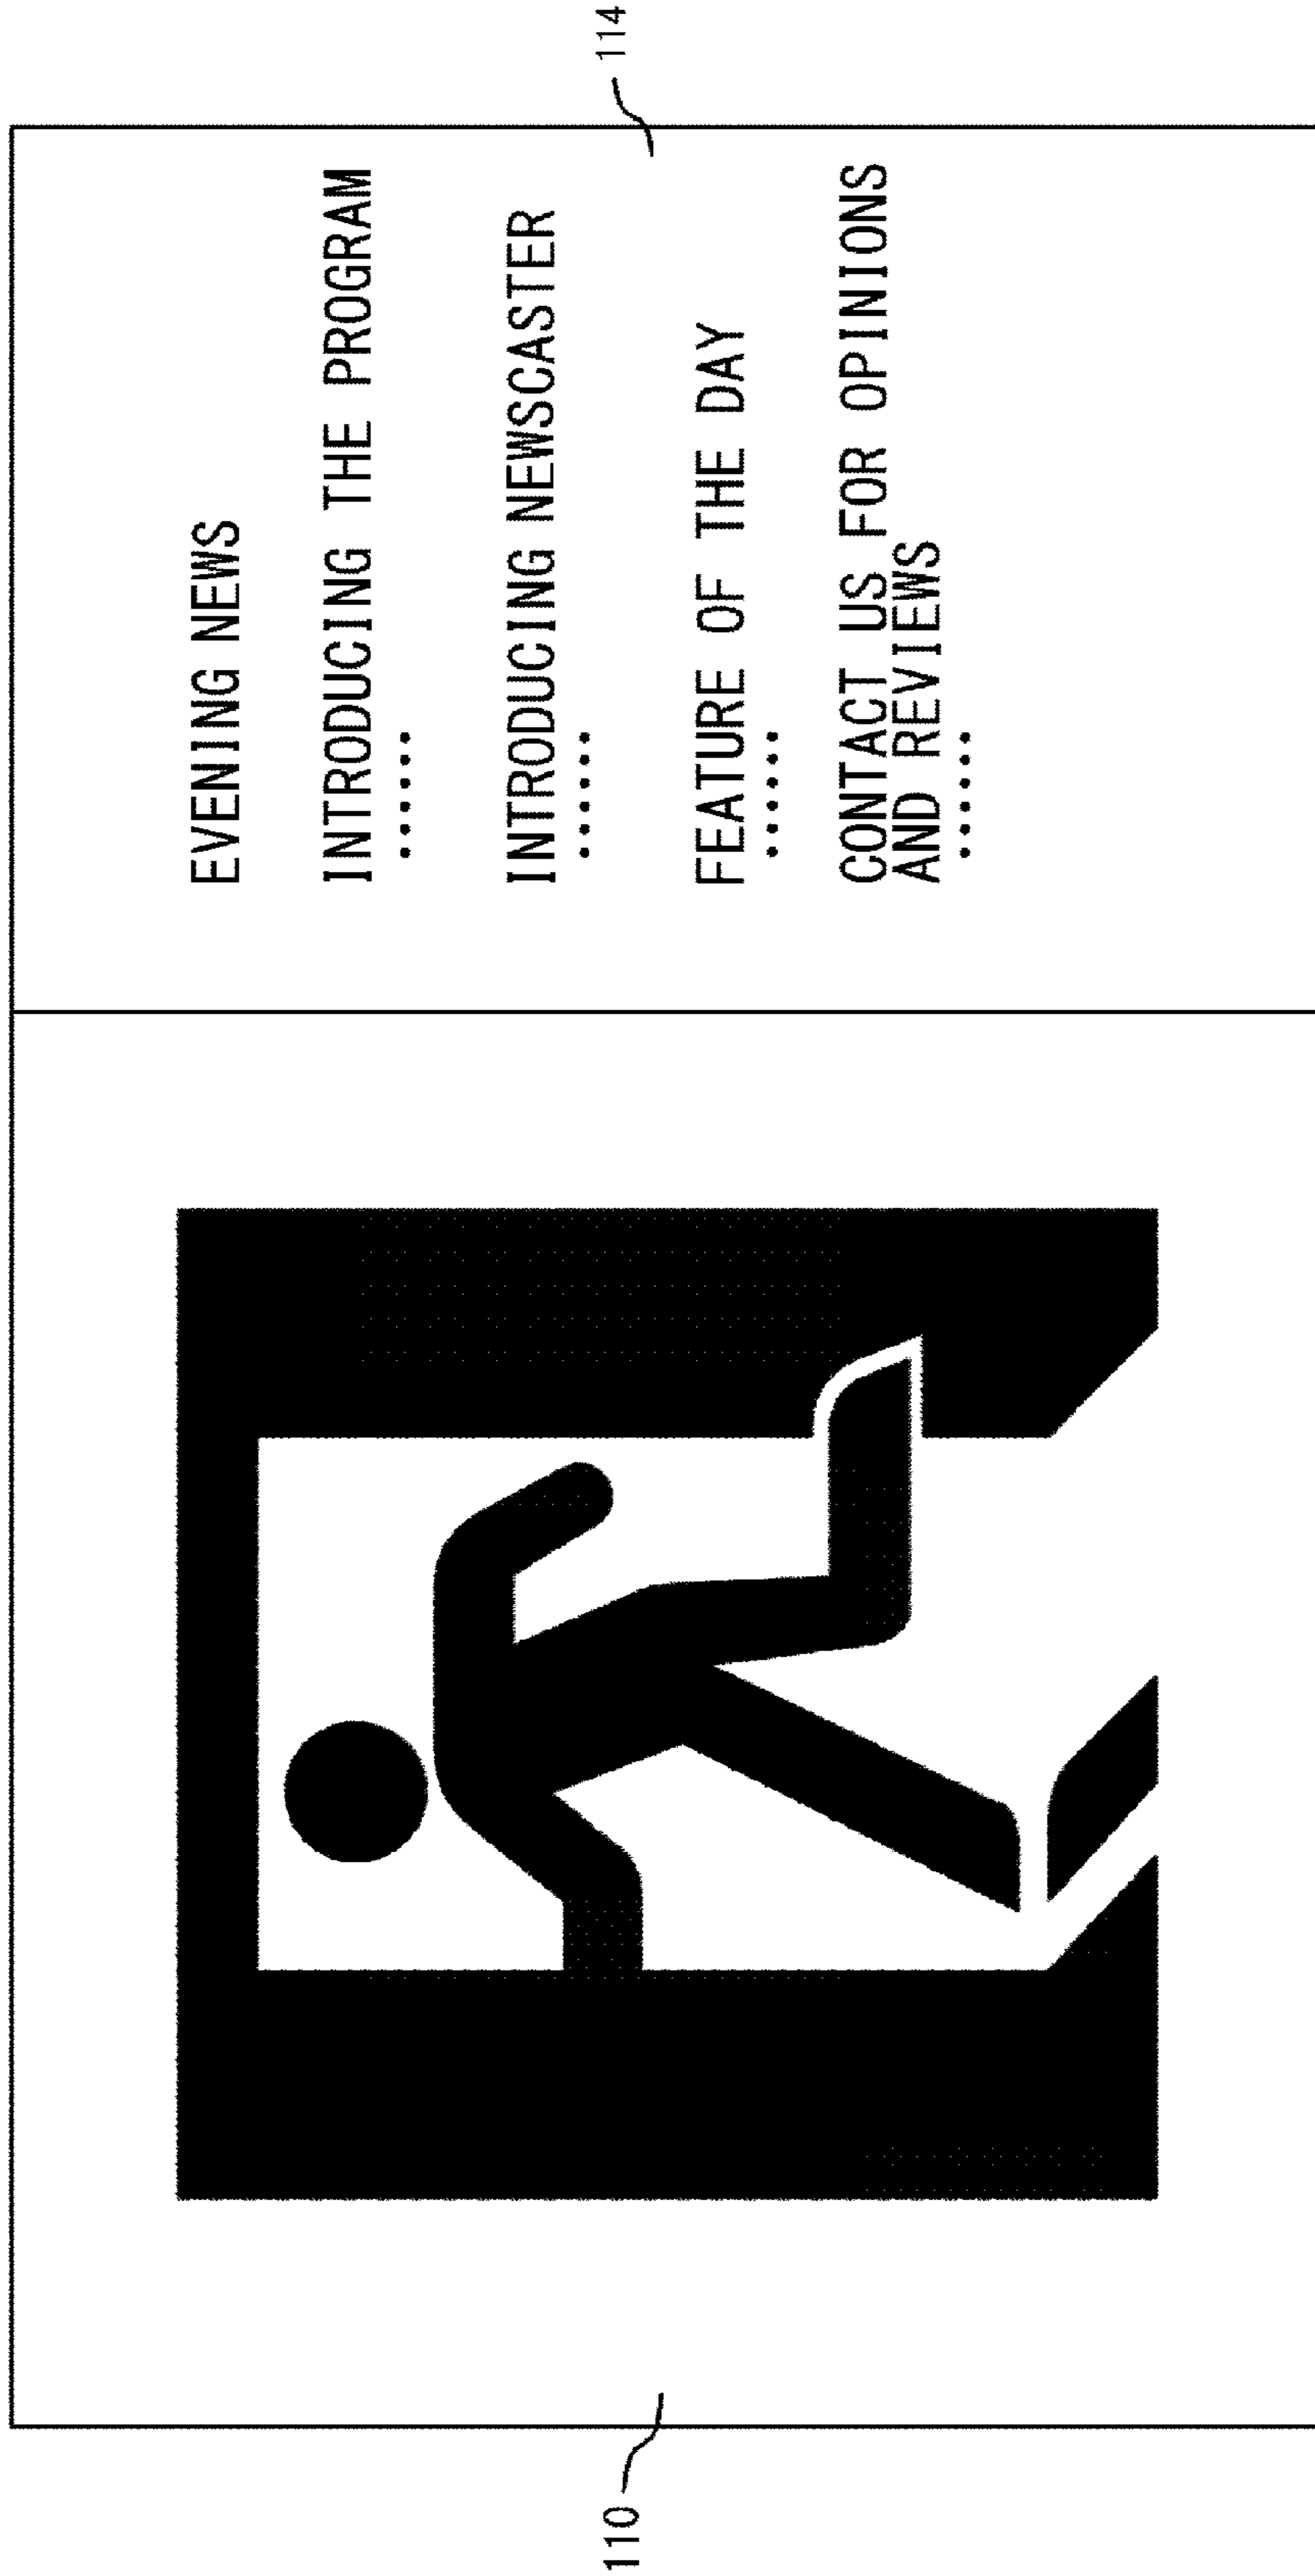 EVENING NEWS
INTRODUCING THE PROGRAM
••••••
INTRODUCING NEWSCASTER
••••••
FEATURE OF THE DAY
••••••
CONTACT US FOR OPINIONS
AND REVIEWS
••••••
110
114